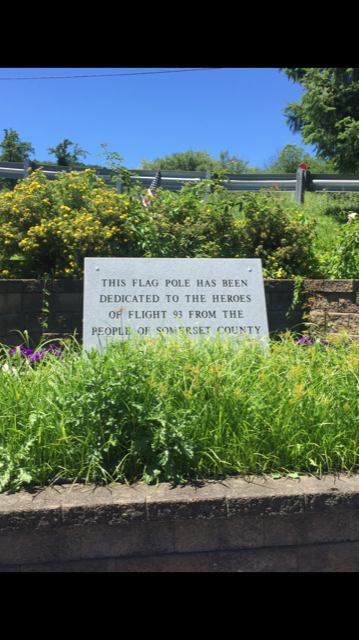 THIS FLAG POLE HAS BEEN
DEDICATED TO THE HEROES
OF FLIGHT 93 FROM THE
PEOPLE OF SOMERSET COUNTY